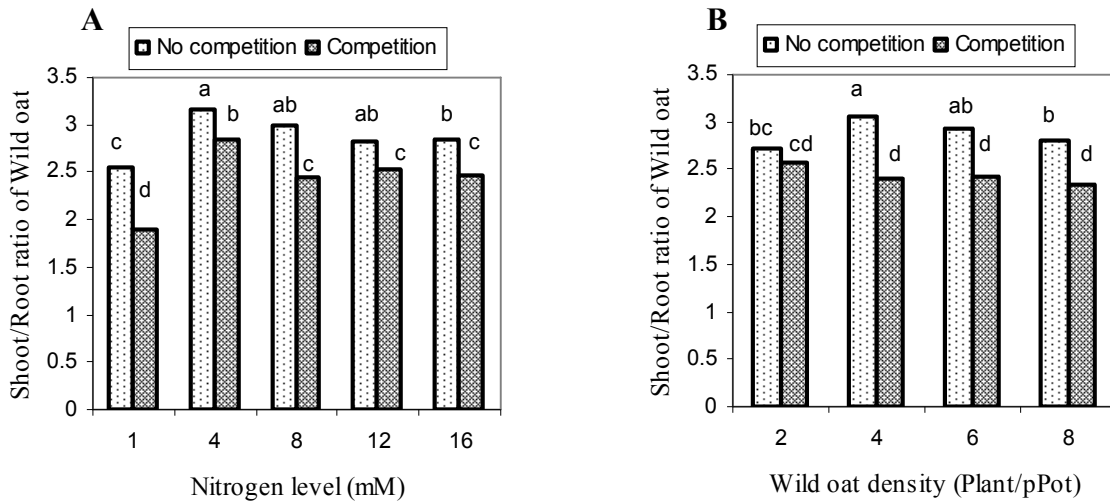 A
No competition Competition
Shoot/Root ratio of Wild oat
3.5
3
2.5
2
1.5
1
0.5
0
c d a b ab c ab c b c
1 4 8 12 16
Nitrogen level (mM)
B
No competition Competition
Shoot/Root ratio of Wild oat
3.5
3
2.5
2
1.5
1
0.5
0
bc cd a d ab d b d
2 4 6 8
Wild oat density (Plant/pPot)